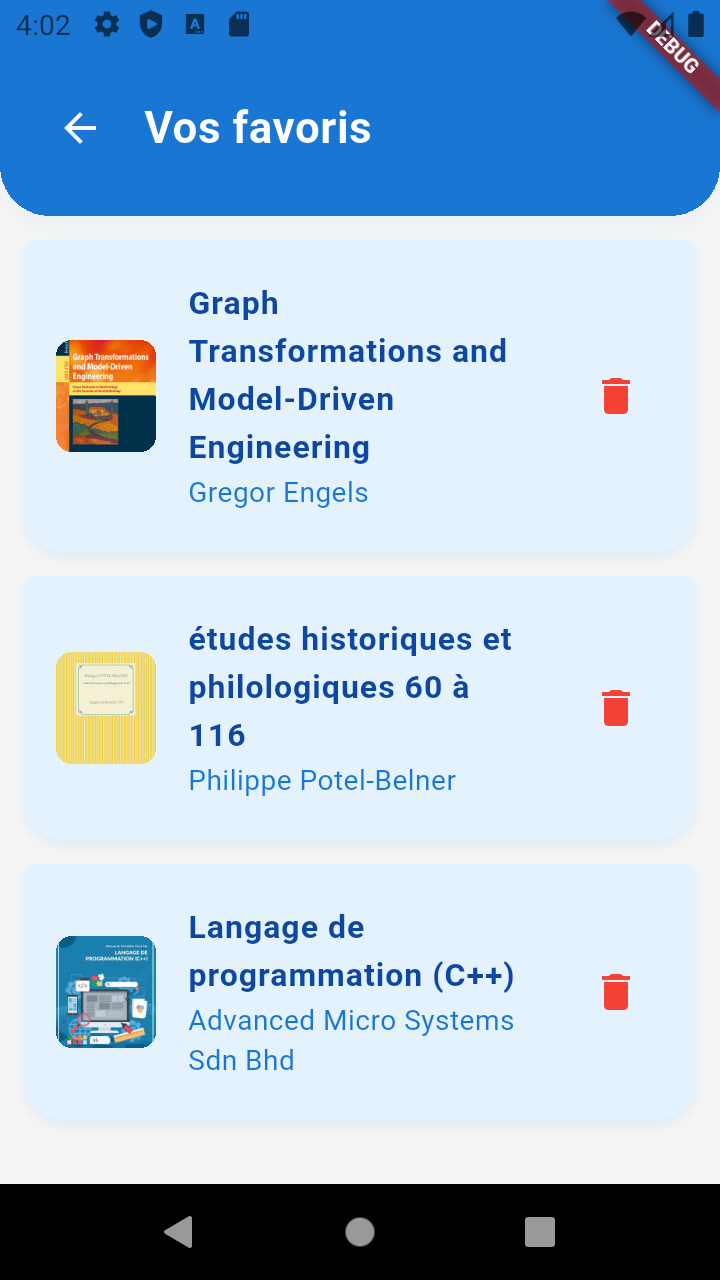 4:02
DEBUG
Vos favoris
Graph
Transformations and
Model-Driven
Engineering
Gregor Engels
Graph Transformations
and Model-Driven
Engineering
études historiques et
philologiques 60 à
116
Philippe Potel-Belner
Langage de
programmation (C++)
Advanced Micro Systems
Sdn Bhd
LANGAGE DE
PROGRAMMATION (C++)